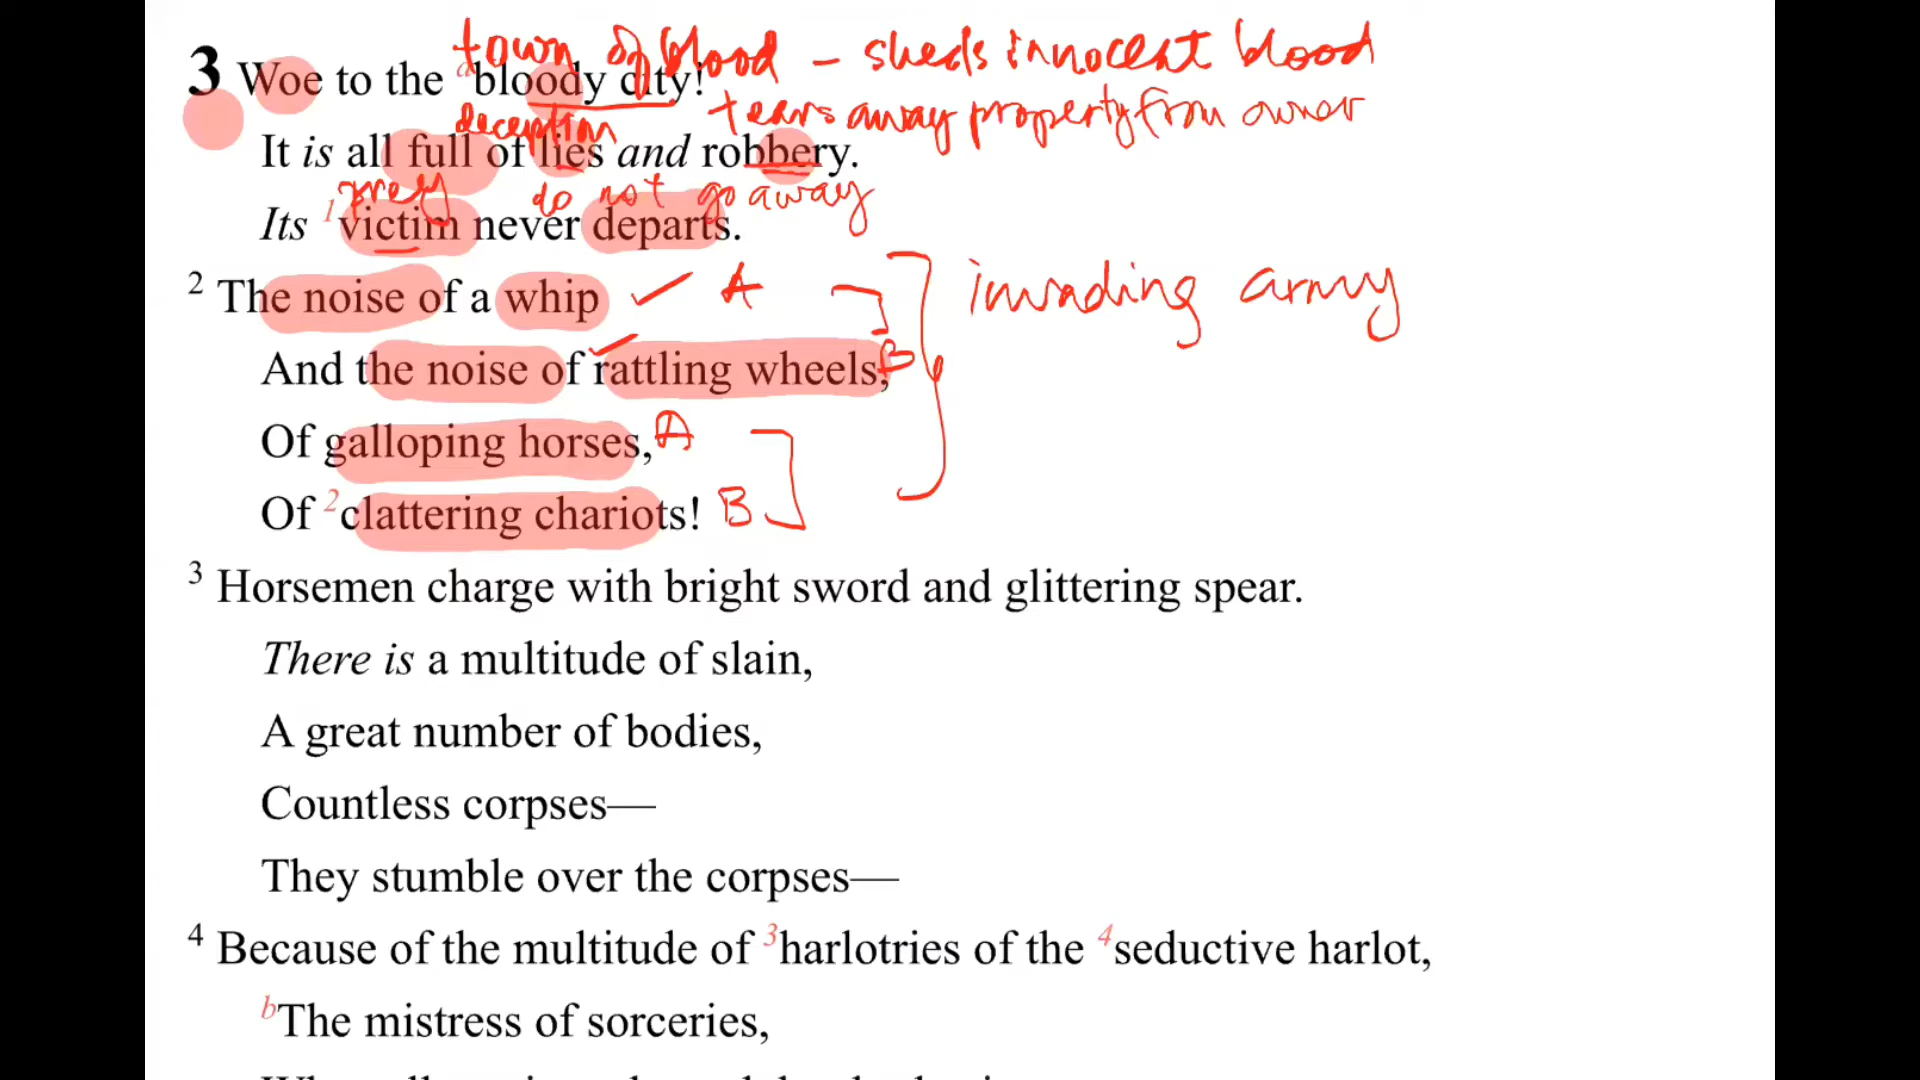 town of blood - sheds innocent blood
3 Woe to the a bloody city!
deception tears away property from owner
It is all full of lies and robbery.
prey do not go away
Its 1 victim never departs.
2 The noise of a whip ✓ A invading army
And the noise of rattling wheels, B
Of galloping horses, A
Of 2 clattering chariots! B
3 Horsemen charge with bright sword and glittering spear.
There is a multitude of slain,
A great number of bodies,
Countless corpses—
They stumble over the corpses—
4 Because of the multitude of 3 harlotries of the 4 seductive harlot,
b The mistress of sorceries,